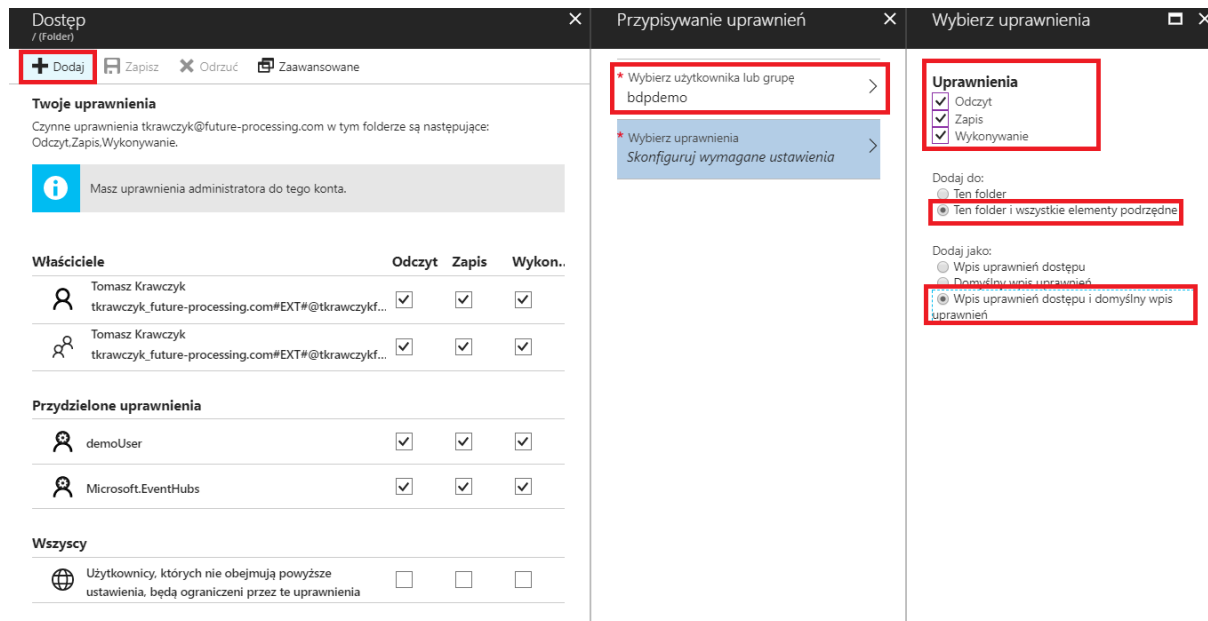 Dostęp
/ (Folder)
Dodaj Zapisz Odrzuć Zaawansowane
Twoje uprawnienia
Czynne uprawnienia tkrawczyk@future-processing.com w tym folderze są następujące:
Odczyt,Zapis,Wykonywanie.
Masz uprawnienia administratora do tego konta.
Właściciele Odczyt Zapis Wykon..
Tomasz Krawczyk
tkrawczyk_future-processing.com#EXT#@tkrawczykf...
Tomasz Krawczyk
tkrawczyk_future-processing.com#EXT#@tkrawczykf...
Przydzielone uprawnienia
demoUser
Microsoft.EventHubs
Wszyscy
Użytkownicy, których nie obejmują powyższe
ustawienia, będą ograniczeni przez te uprawnienia
Przypisywanie uprawnień
* Wybierz użytkownika lub grupę
bdpdemo
* Wybierz uprawnienia
Skonfiguruj wymagane ustawienia
Wybierz uprawnienia
Uprawnienia
Odczyt
Zapis
Wykonywanie
Dodaj do:
Ten folder
Ten folder i wszystkie elementy podrzędne
Dodaj jako:
Wpis uprawnień dostępu
Domyślny wpis uprawnień
Wpis uprawnień dostępu i domyślny wpis
uprawnień